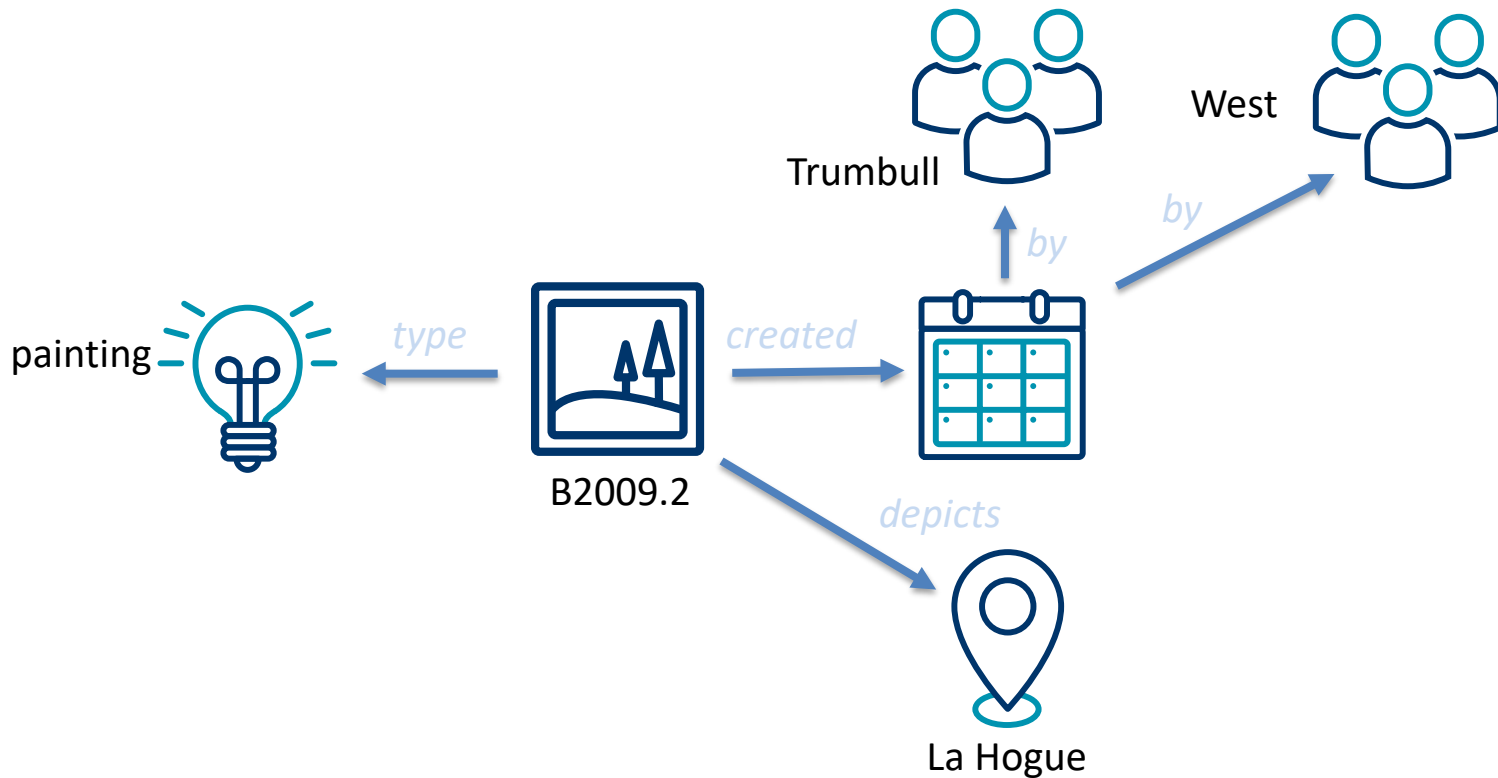 West
Trumbull
by
by
painting
type
created
B2009.2
depicts
La Hogue